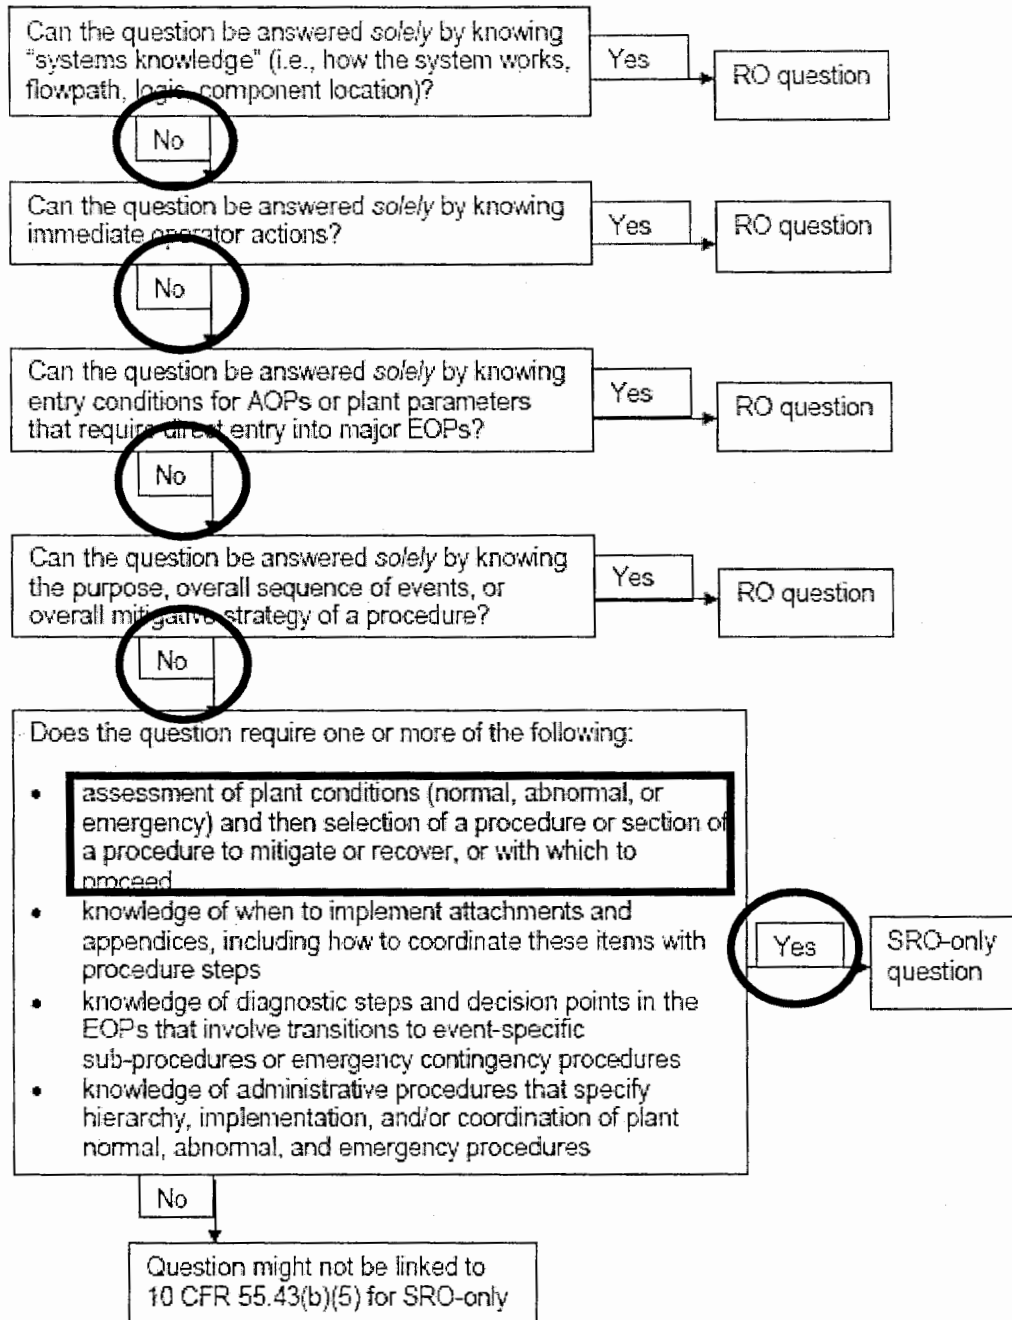 Can the question be answered solely by knowing
"systems knowledge" (i.e., how the system works,
flowpath, logic, component location)?
Yes
RO question
No
Can the question be answered solely by knowing
immediate operator actions?
Yes
RO question
No
Can the question be answered solely by knowing
entry conditions for AOPs or plant parameters
that require direct entry into major EOPs?
Yes
RO question
No
Can the question be answered solely by knowing
the purpose, overall sequence of events, or
overall mitigative strategy of a procedure?
Yes
RO question
No
Does the question require one or more of the following:
• assessment of plant conditions (normal, abnormal, or
emergency) and then selection of a procedure or section of
a procedure to mitigate or recover, or with which to
proceed
• knowledge of when to implement attachments and
appendices, including how to coordinate these items with
procedure steps
• knowledge of diagnostic steps and decision points in the
EOPs that involve transitions to event-specific
sub-procedures or emergency contingency procedures
• knowledge of administrative procedures that specify
hierarchy, implementation, and/or coordination of plant
normal, abnormal, and emergency procedures
Yes
SRO-only
question
No
Question might not be linked to
10 CFR 55.43(b)(5) for SRO-only